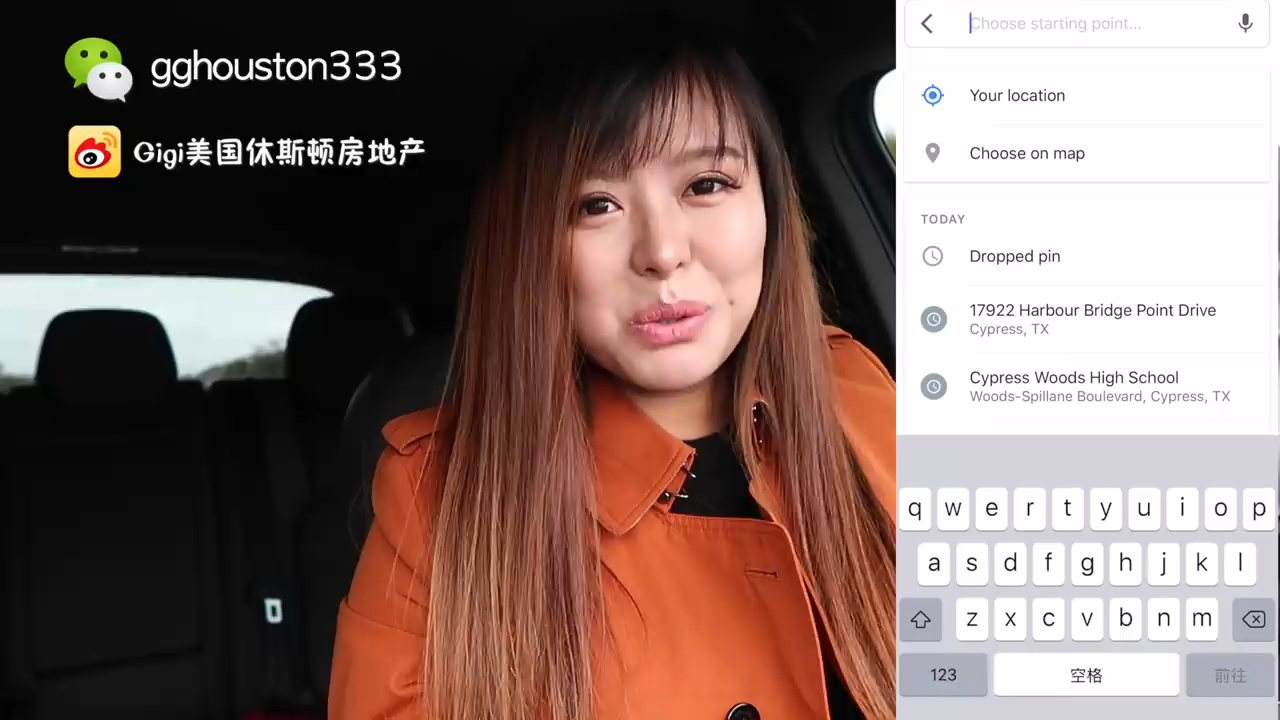 gghouston333
Gigi美国休斯顿房地产
Choose starting point...
Your location
Choose on map
TODAY
Dropped pin
17922 Harbour Bridge Point Drive
Cypress, TX
Cypress Woods High School
Woods-Spillane Boulevard, Cypress, TX
q w e r t y u i o p
a s d f g h j k l
z x c v b n m
123 空格 前往